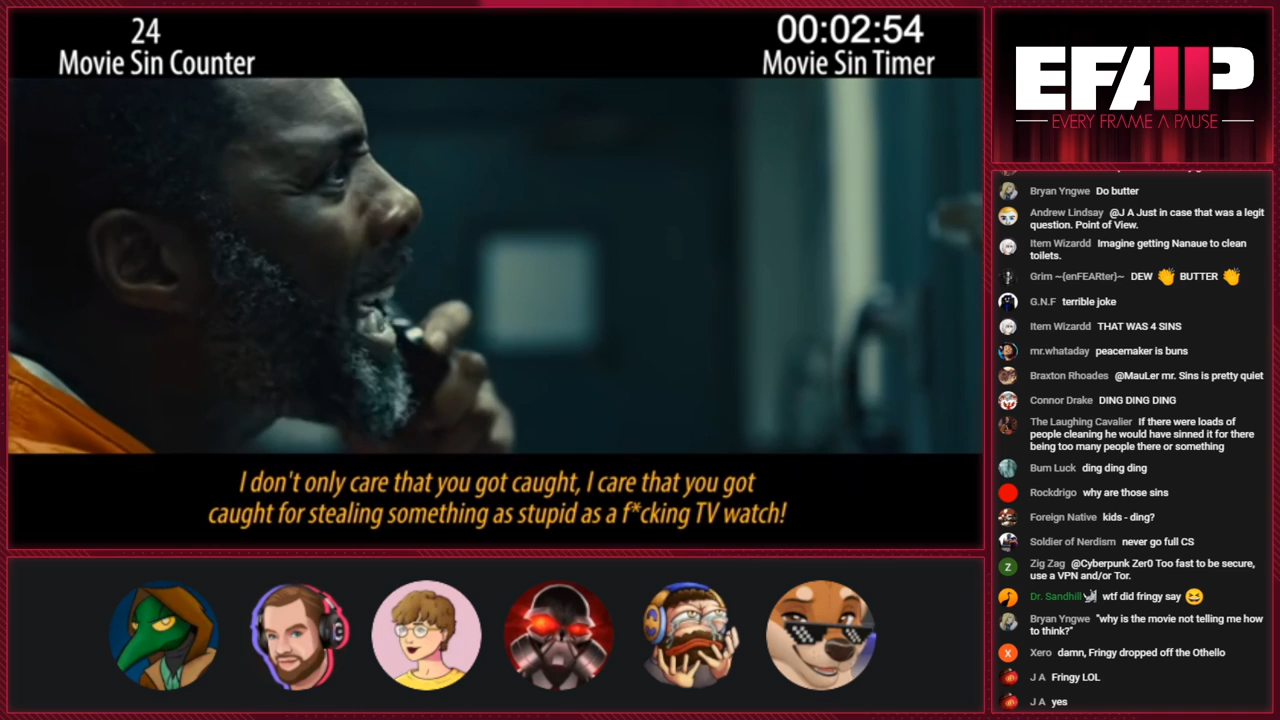 24
Movie Sin Counter
00:02:54
Movie Sin Timer
I don't only care that you got caught, I care that you got
caught for stealing something as stupid as a f*cking TV watch!
EFAP
EVERY FRAME A PAUSE
Bryan Yngwe Do butter
Andrew Lindsay @J A Just in case that was a legit
question. Point of View.
Item Wizardd Imagine getting Nanaue to clean
toilets.
Grim ~{enFEARter}~ DEW 👏 BUTTER 👏
G.N.F terrible joke
Item Wizardd THAT WAS 4 SINS
mr.whataday peacemaker is buns
Braxton Rhoades @MauLer mr. Sins is pretty quiet
Connor Drake DING DING DING
The Laughing Cavalier If there were loads of
people cleaning he would have sinned it for there
being too many people there or something
Bum Luck ding ding ding
Rockdrigo why are those sins
Foreign Native kids - ding?
Soldier of Nerdism never go full CS
Z
Zig Zag @Cyberpunk Zer0 Too fast to be secure,
use a VPN and/or Tor.
Dr. Sandhill wtf did fringy say 😆
Bryan Yngwe "why is the movie not telling me how
to think?"
X
Xero damn, Fringy dropped off the Othello
J A Fringy LOL
J A yes